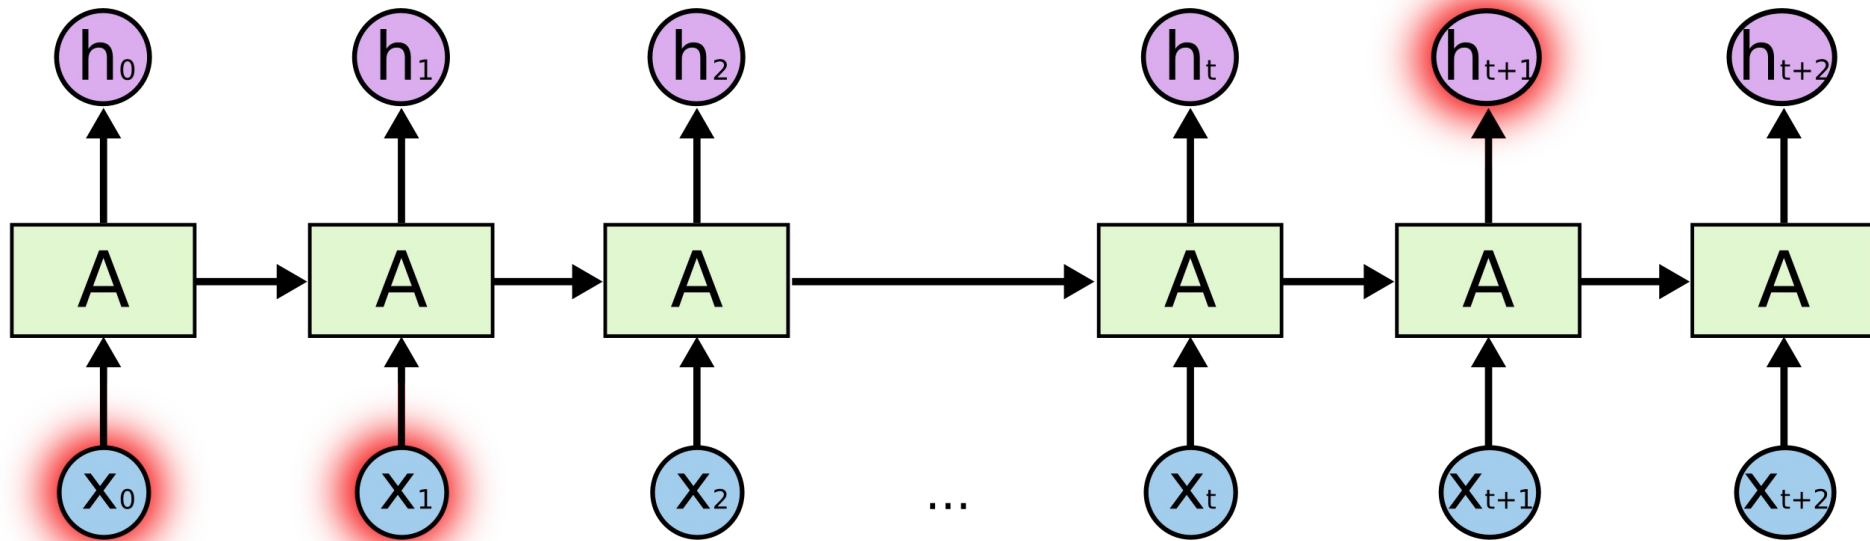 h₀ h₁ h₂ hₜ hₜ₊₁ hₜ₊₂
A A A A A A
x₀ x₁ x₂ ... xₜ xₜ₊₁ xₜ₊₂